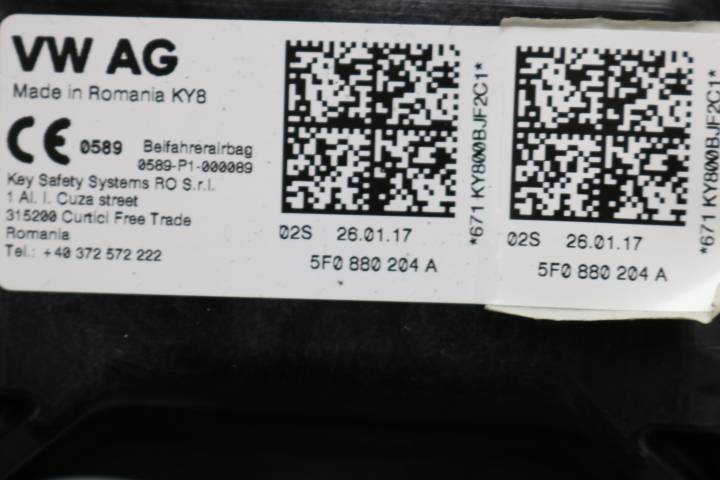 VW AG
Made in Romania KY8
CE 0589 Beifahrerairbag
0589-P1-000089
Key Safety Systems RO S.r.l.
1 Al. I. Cuza street
315200 Curtici Free Trade
Romania
Tel.: +40 372 572 222
02S 26.01.17
5F0 880 204 A
*671 KY800BJF2C1*
02S 26.01.17
5F0 880 204 A
*671 KY800BJF2C1*